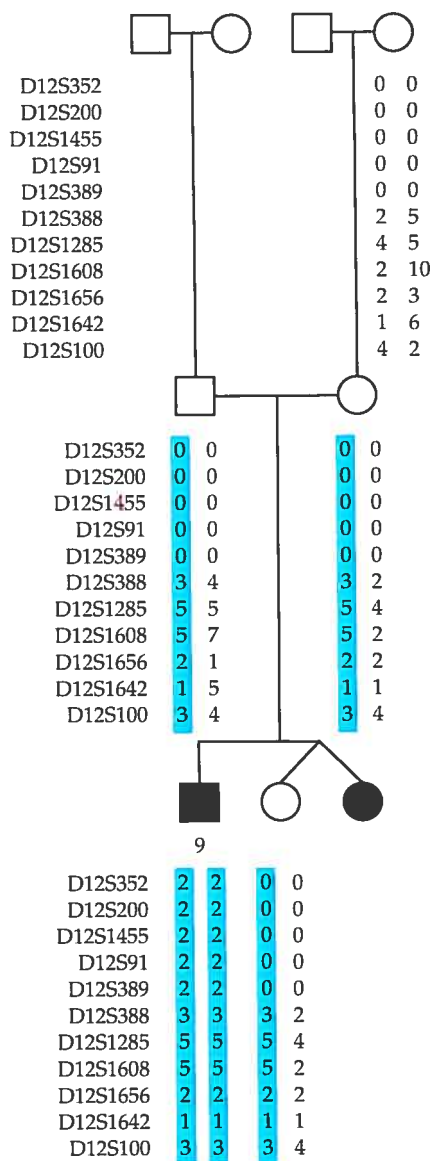 D12S352 0 0
D12S200 0 0
D12S1455 0 0
D12S91 0 0
D12S389 0 0
D12S388 2 5
D12S1285 4 5
D12S1608 2 10
D12S1656 2 3
D12S1642 1 6
D12S100 4 2
D12S352 0 0 0 0
D12S200 0 0 0 0
D12S1455 0 0 0 0
D12S91 0 0 0 0
D12S389 0 0 0 0
D12S388 3 4 3 2
D12S1285 5 5 5 4
D12S1608 5 7 5 2
D12S1656 2 1 2 2
D12S1642 1 5 1 1
D12S100 3 4 3 4
9
D12S352 2 2 0 0
D12S200 2 2 0 0
D12S1455 2 2 0 0
D12S91 2 2 0 0
D12S389 2 2 0 0
D12S388 3 3 3 2
D12S1285 5 5 5 4
D12S1608 5 5 5 2
D12S1656 2 2 2 2
D12S1642 1 1 1 1
D12S100 3 3 3 4